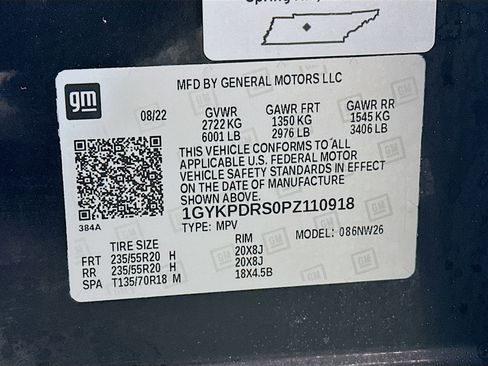 MFD BY GENERAL MOTORS LLC
gm
08/22 GVWR GAWR FRT GAWR RR
2722 KG 1350 KG 1545 KG
6001 LB 2976 LB 3406 LB
THIS VEHICLE CONFORMS TO ALL
APPLICABLE U.S. FEDERAL MOTOR
VEHICLE SAFETY STANDARDS IN EFFECT
ON THE DATE OF MANUFACTURE
SHOWN ABOVE.
384A
1GYKPDRS0PZ110918
TYPE: MPV MODEL: 086NW26
TIRE SIZE RIM
FRT 235/55R20 H 20X8J
RR 235/55R20 H 20X8J
SPA T135/70R18 M 18X4.5B